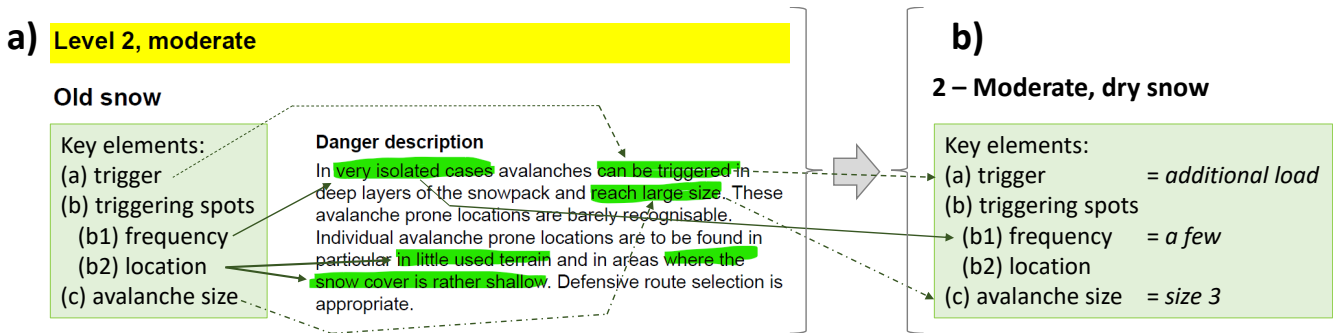 a)
Level 2, moderate
Old snow
Key elements:
(a) trigger
(b) triggering spots
(b1) frequency
(b2) location
(c) avalanche size
Danger description
In very isolated cases avalanches can be triggered in
deep layers of the snowpack and reach large size. These
avalanche prone locations are barely recognisable.
Individual avalanche prone locations are to be found in
particular in little used terrain and in areas where the
snow cover is rather shallow. Defensive route selection is
appropriate.
b)
2 – Moderate, dry snow
Key elements:
(a) trigger = additional load
(b) triggering spots
(b1) frequency = a few
(b2) location
(c) avalanche size = size 3